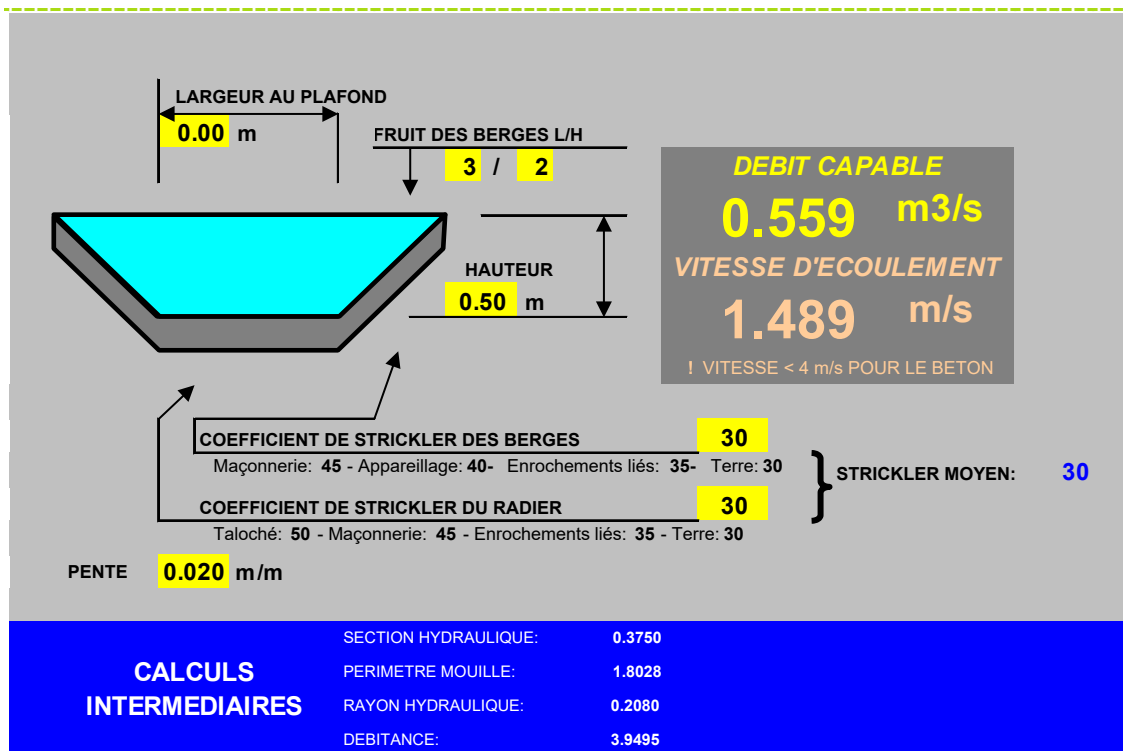 LARGEUR AU PLAFOND
0.00 m
FRUIT DES BERGES L/H
3 / 2
DEBIT CAPABLE
0.559 m3/s
VITESSE D'ECOULEMENT
1.489 m/s
! VITESSE < 4 m/s POUR LE BETON
HAUTEUR
0.50 m
COEFFICIENT DE STRICKLER DES BERGES 30
Maçonnerie: 45 - Appareillage: 40- Enrochements liés: 35- Terre: 30
STRICKLER MOYEN: 30
COEFFICIENT DE STRICKLER DU RADIER 30
Taloché: 50 - Maçonnerie: 45 - Enrochements liés: 35 - Terre: 30
PENTE 0.020 m/m
CALCULS
INTERMEDIAIRES
SECTION HYDRAULIQUE: 0.3750
PERIMETRE MOUILLE: 1.8028
RAYON HYDRAULIQUE: 0.2080
DEBITANCE: 3.9495